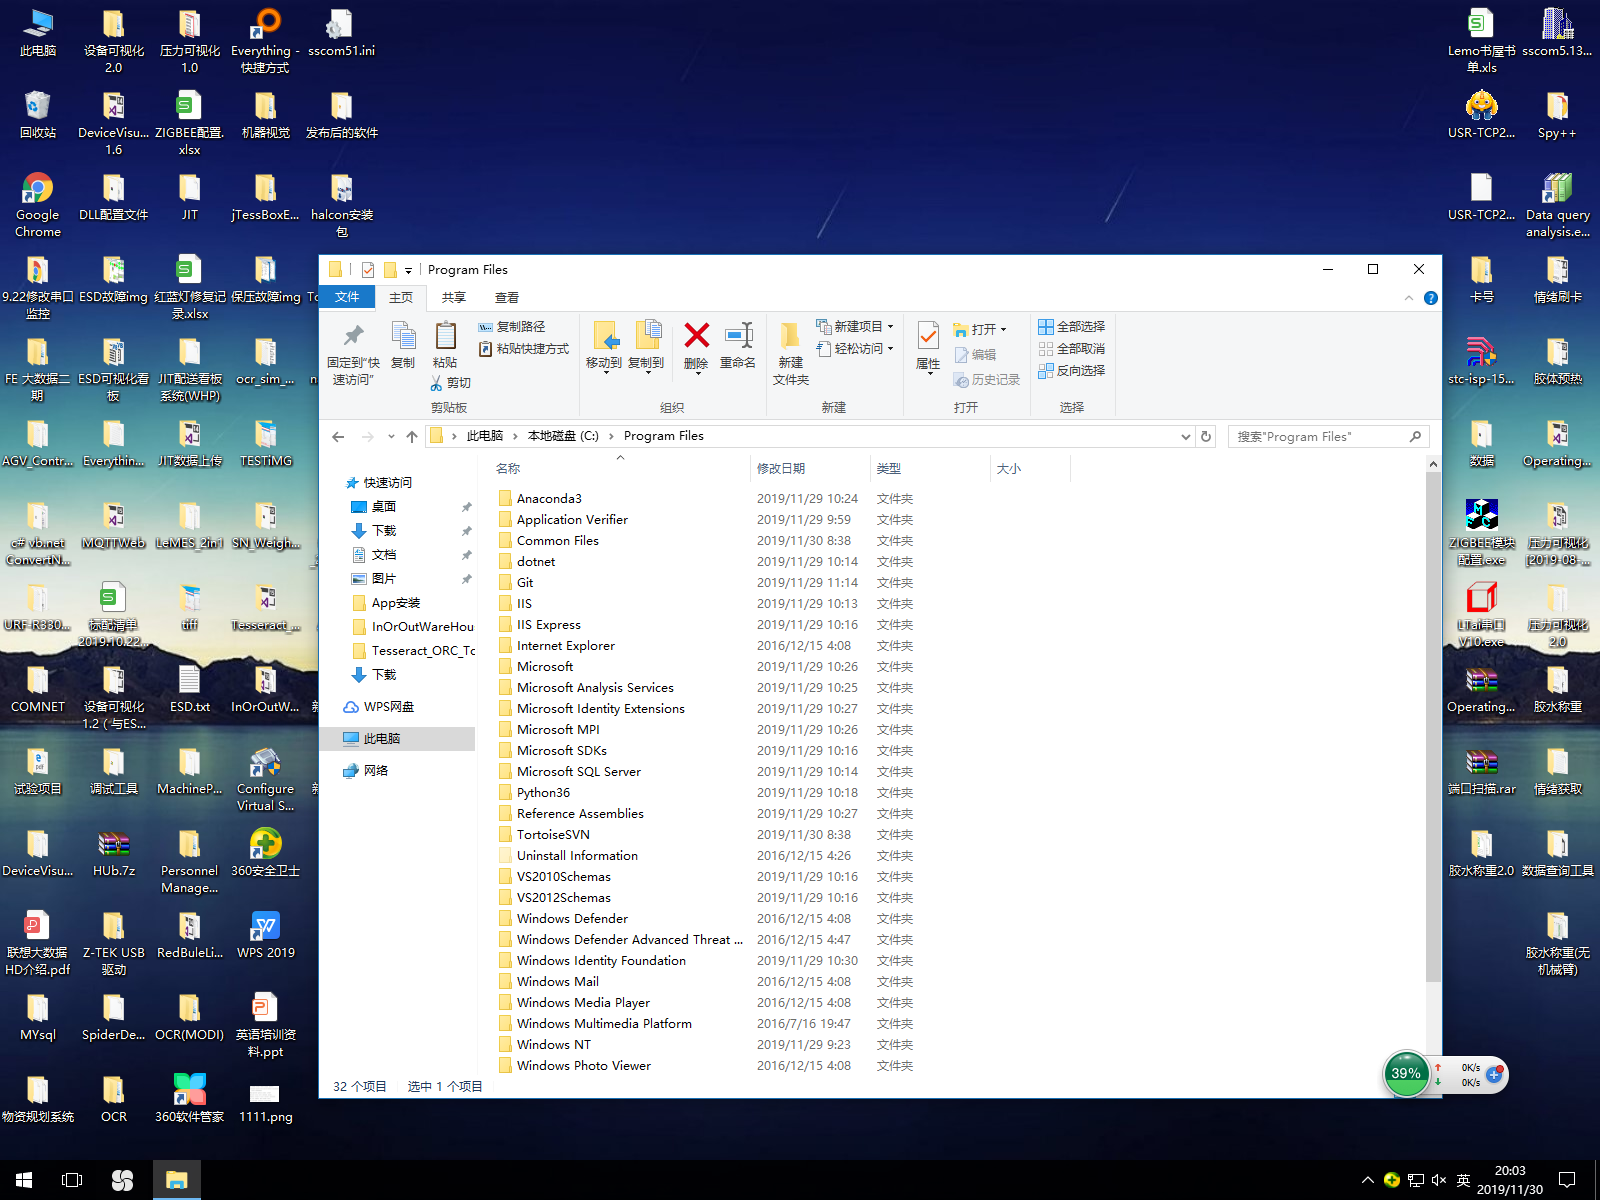 此电脑
设备可视化
2.0
压力可视化
1.0
Everything -
快捷方式
sscom51.ini
Lemo书屋书
单.xls
sscom5.13...
回收站
DeviceVisu...
1.6
ZIGBEE配置.
xlsx
机器视觉
发布后的软件
USR-TCP2...
Spy++
Google
Chrome
DLL配置文件
JIT
jTessBoxE...
halcon安装
包
USR-TCP2...
Data query
analysis.e...
9.22修改串口
监控
ESD故障img
红蓝灯修复记
录.xlsx
保压故障img
卡号
情绪刷卡
FE 大数据二
期
ESD可视化看
板
JIT配送看板
系统(WHP)
ocr_sim_...
stc-isp-15...
胶体预热
AGV_Contr...
Everythin...
JIT数据上传
TESTiMG
数据
Operating...
c# vb.net
ConvertN...
MQTTWeb
LeMES_2in1
SN_Weigh...
ZIGBEE模块
配置.exe
压力可视化
[2019-08-...
URF-R330...
标配清单
2019.10.22...
tiff
Tesseract_...
LTai串口
V10.exe
压力可视化
2.0
COMNET
设备可视化
1.2 ( 与ES...
ESD.txt
InOrOutW...
Operating...
胶水称重
试验项目
调试工具
MachineP...
Configure
Virtual S...
端口扫描.rar
情绪获取
DeviceVisu...
HUb.7z
Personnel
Manage...
360安全卫士
胶水称重2.0
数据查询工具
联想大数据
HD介绍.pdf
Z-TEK USB
驱动
RedBuleLi...
WPS 2019
胶水称重(无
机械臂)
MYsql
SpiderDe...
OCR(MODI)
英语培训资
料.ppt
物资规划系统
OCR
360软件管家
1111.png
Program Files
文件
主页
共享
查看
固定到"快
速访问"
复制
粘贴
复制路径
粘贴快捷方式
剪切
剪贴板
移动到
复制到
删除
重命名
组织
新建
文件夹
新建项目
轻松访问
新建
属性
打开
编辑
历史记录
打开
全部选择
全部取消
反向选择
选择
此电脑
本地磁盘 (C:)
Program Files
搜索"Program Files"
快速访问
桌面
下载
文档
图片
App安装
InOrOutWareHou
Tesseract_ORC_Tc
下载
WPS网盘
此电脑
网络
名称 修改日期 类型 大小
Anaconda3 2019/11/29 10:24 文件夹
Application Verifier 2019/11/29 9:59 文件夹
Common Files 2019/11/30 8:38 文件夹
dotnet 2019/11/29 10:14 文件夹
Git 2019/11/29 11:14 文件夹
IIS 2019/11/29 10:13 文件夹
IIS Express 2019/11/29 10:16 文件夹
Internet Explorer 2016/12/15 4:08 文件夹
Microsoft 2019/11/29 10:26 文件夹
Microsoft Analysis Services 2019/11/29 10:25 文件夹
Microsoft Identity Extensions 2019/11/29 10:27 文件夹
Microsoft MPI 2019/11/29 10:26 文件夹
Microsoft SDKs 2019/11/29 10:16 文件夹
Microsoft SQL Server 2019/11/29 10:14 文件夹
Python36 2019/11/29 10:18 文件夹
Reference Assemblies 2019/11/29 10:27 文件夹
TortoiseSVN 2019/11/30 8:38 文件夹
Uninstall Information 2016/12/15 4:26 文件夹
VS2010Schemas 2019/11/29 10:16 文件夹
VS2012Schemas 2019/11/29 10:16 文件夹
Windows Defender 2016/12/15 4:08 文件夹
Windows Defender Advanced Threat ... 2016/12/15 4:47 文件夹
Windows Identity Foundation 2019/11/29 10:30 文件夹
Windows Mail 2016/12/15 4:08 文件夹
Windows Media Player 2016/12/15 4:08 文件夹
Windows Multimedia Platform 2016/7/16 19:47 文件夹
Windows NT 2019/11/29 9:23 文件夹
Windows Photo Viewer 2016/12/15 4:08 文件夹
32 个项目 选中 1 个项目
39%
0K/s
0K/s
英
20:03
2019/11/30